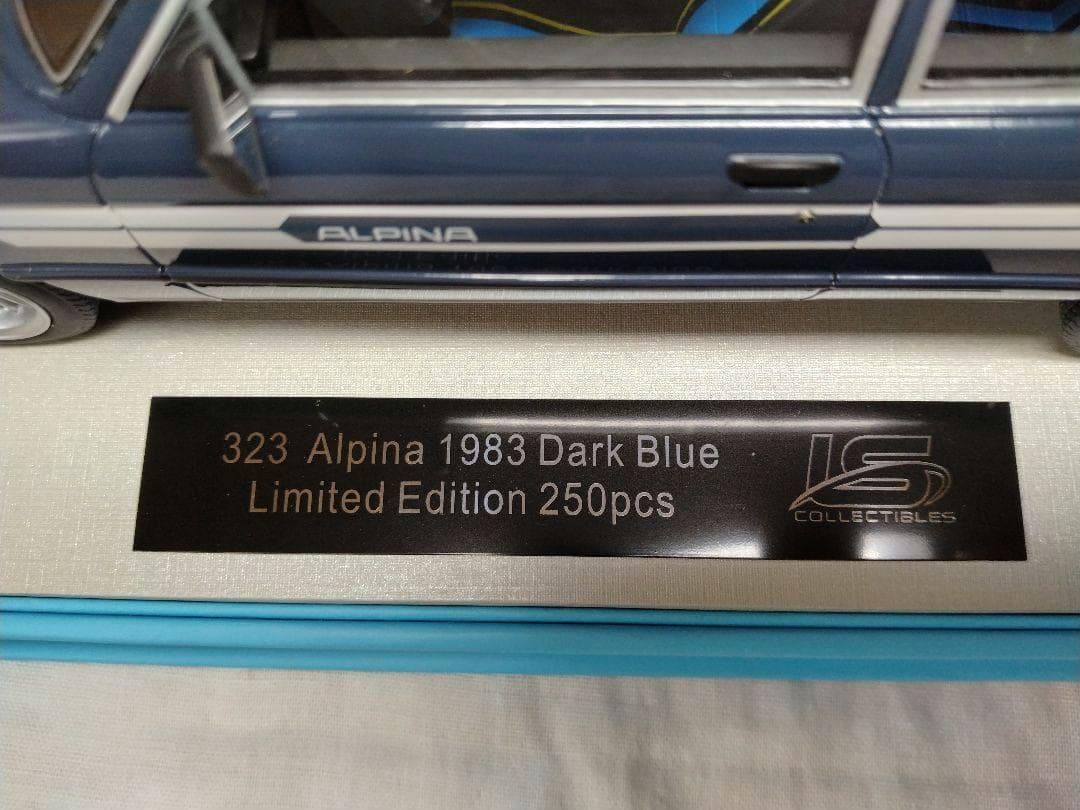 ALPINA
323 Alpina 1983 Dark Blue
Limited Edition 250pcs
LS
COLLECTIBLES